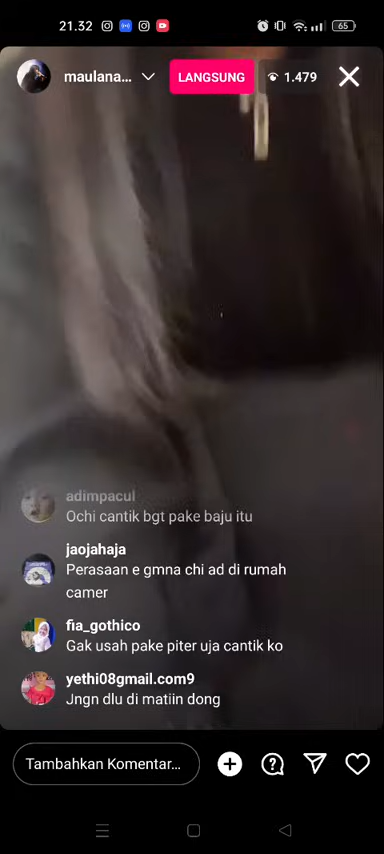 21.32
65
maulana...
LANGSUNG
1.479
adimpacul
Ochi cantik bgt pake baju itu
jaojahaja
Perasaan e gmna chi ad di rumah
camer
fia_gothico
Gak usah pake piter uja cantik ko
yethi08gmail.com9
Jngn dlu di matiin dong
Tambahkan Komentar...